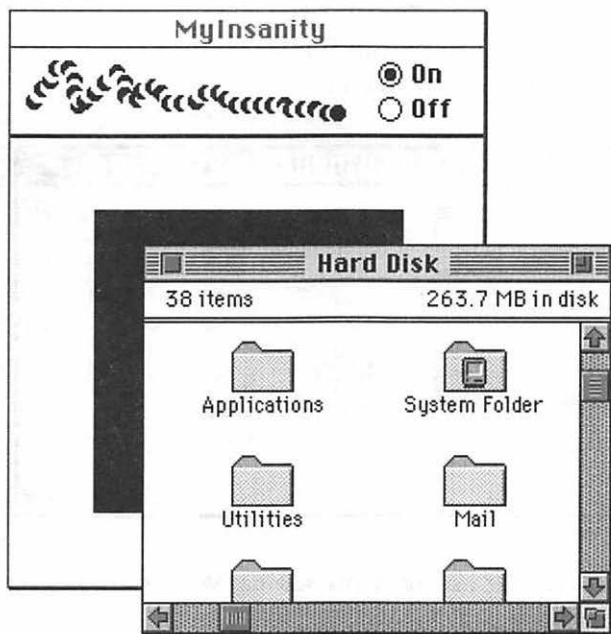 MyInsanity
On
Off
Hard Disk
38 items 263.7 MB in disk
Applications System Folder
Utilities Mail